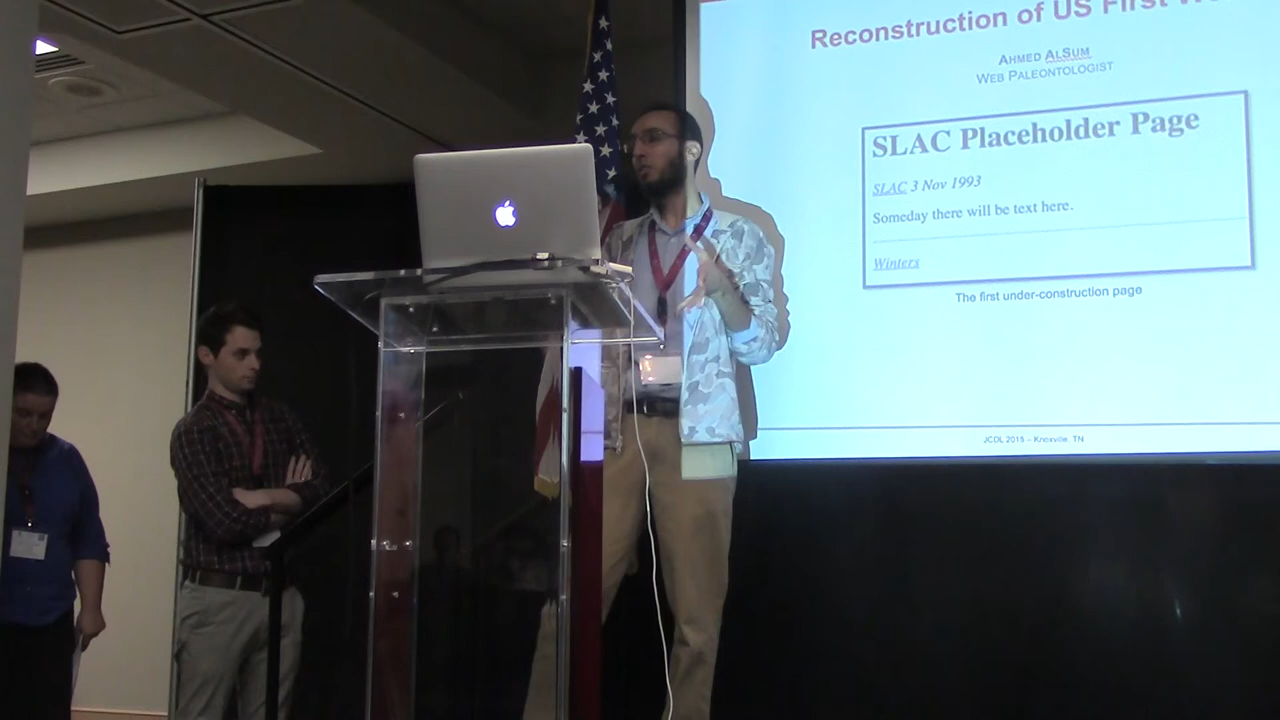 Reconstruction of US First
AHMED ALSUM
WEB PALEONTOLOGIST
SLAC Placeholder Page
SLAC 3 Nov 1993
Someday there will be text here.
Winters
The first under-construction page
JCDL 2015 – Knoxville, TN